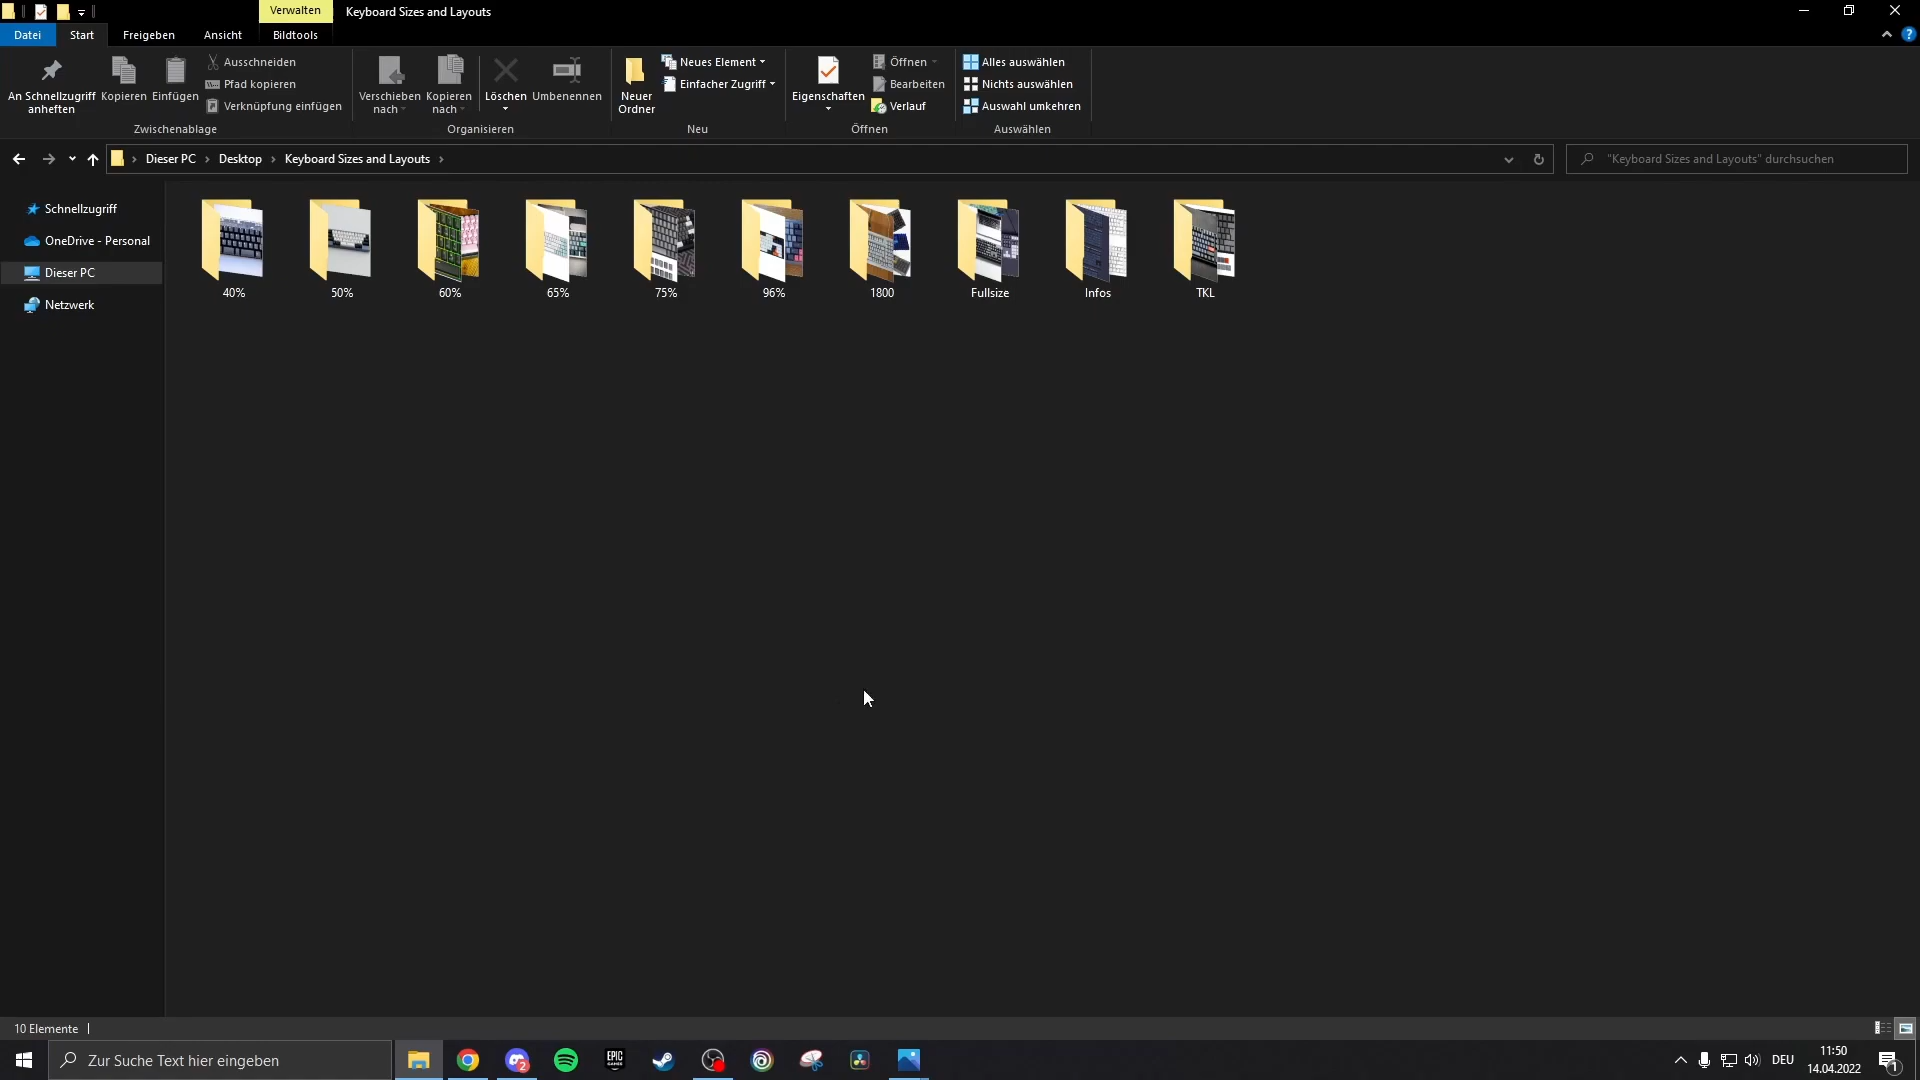 Verwalten
Keyboard Sizes and Layouts
Datei
Start
Freigeben
Ansicht
Bildtools
An Schnellzugriff
anheften
Kopieren
Einfügen
Ausschneiden
Pfad kopieren
Verknüpfung einfügen
Zwischenablage
Verschieben
nach
Kopieren
nach
Löschen
Umbenennen
Organisieren
Neuer
Ordner
Neues Element
Einfacher Zugriff
Neu
Eigenschaften
Öffnen
Bearbeiten
Verlauf
Öffnen
Alles auswählen
Nichts auswählen
Auswahl umkehren
Auswählen
Dieser PC
Desktop
Keyboard Sizes and Layouts
"Keyboard Sizes and Layouts" durchsuchen
Schnellzugriff
OneDrive - Personal
Dieser PC
Netzwerk
40%
50%
60%
65%
75%
96%
1800
Fullsize
Infos
TKL
10 Elemente
Zur Suche Text hier eingeben
2
EPIC
GAMES
DEU
11:50
14.04.2022
1